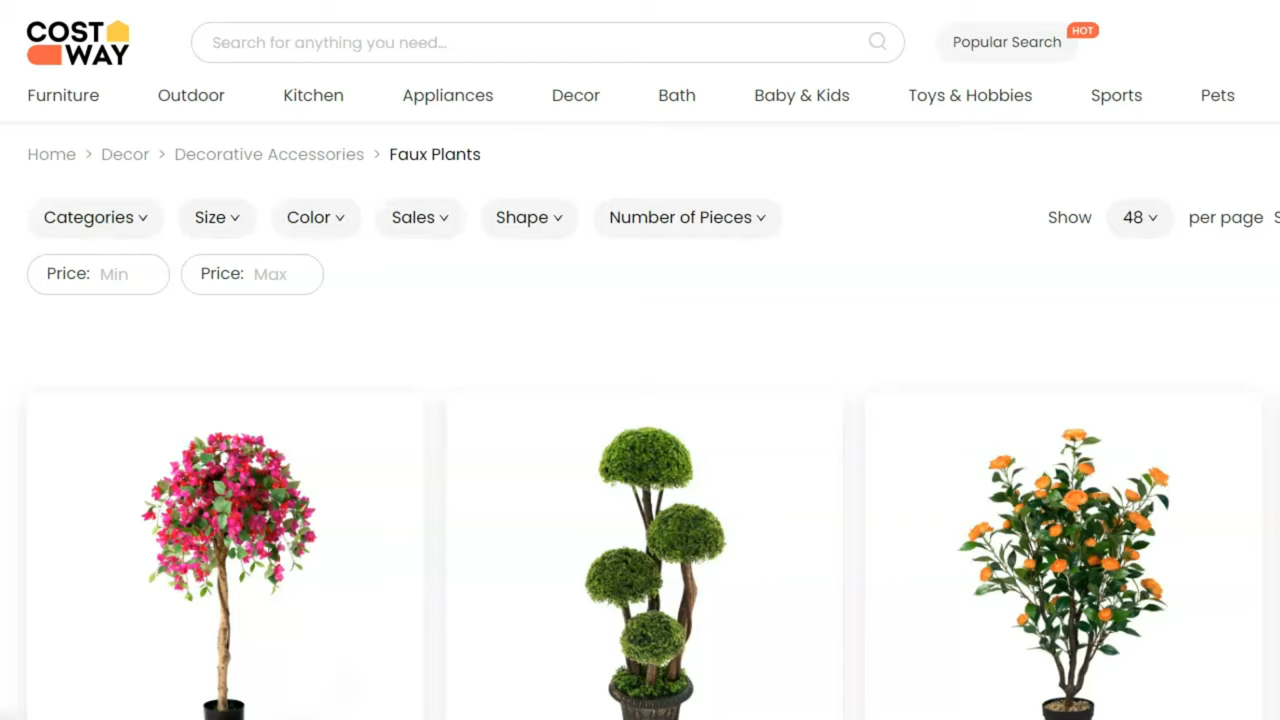 COST
WAY
Search for anything you need...
Popular Search
HOT
Furniture Outdoor Kitchen Appliances Decor Bath Baby & Kids Toys & Hobbies Sports Pets
Home > Decor > Decorative Accessories > Faux Plants
Categories Size Color Sales Shape Number of Pieces Show 48 per page
Price: Min Price: Max